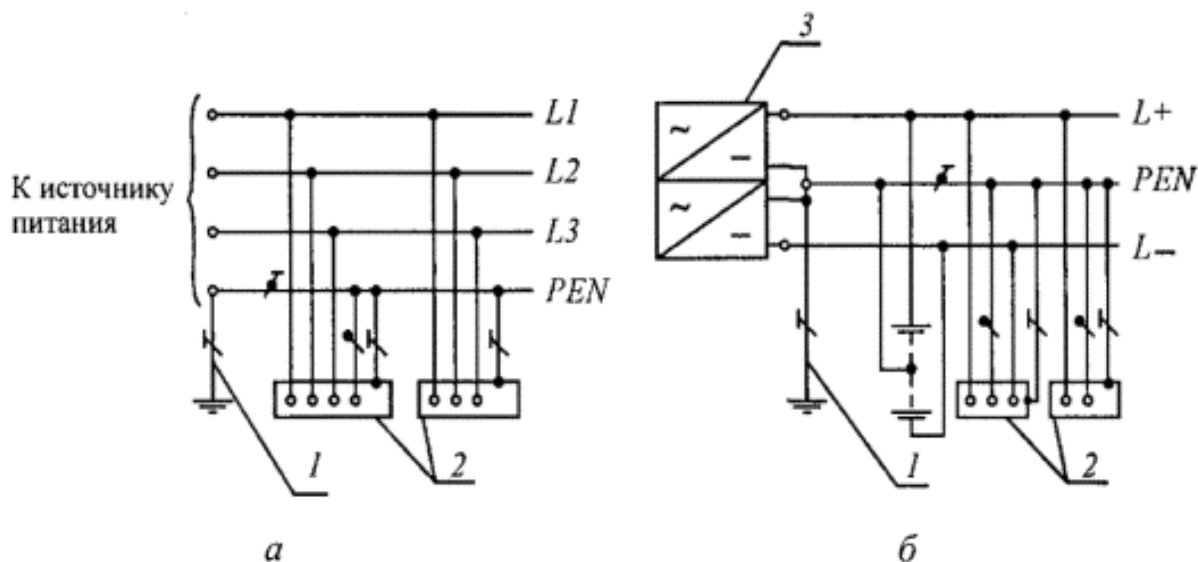 3
L1
L2
L3
PEN
К источнику
питания
L+
PEN
L−
~
−
~
−
1
2
1
2
а
б